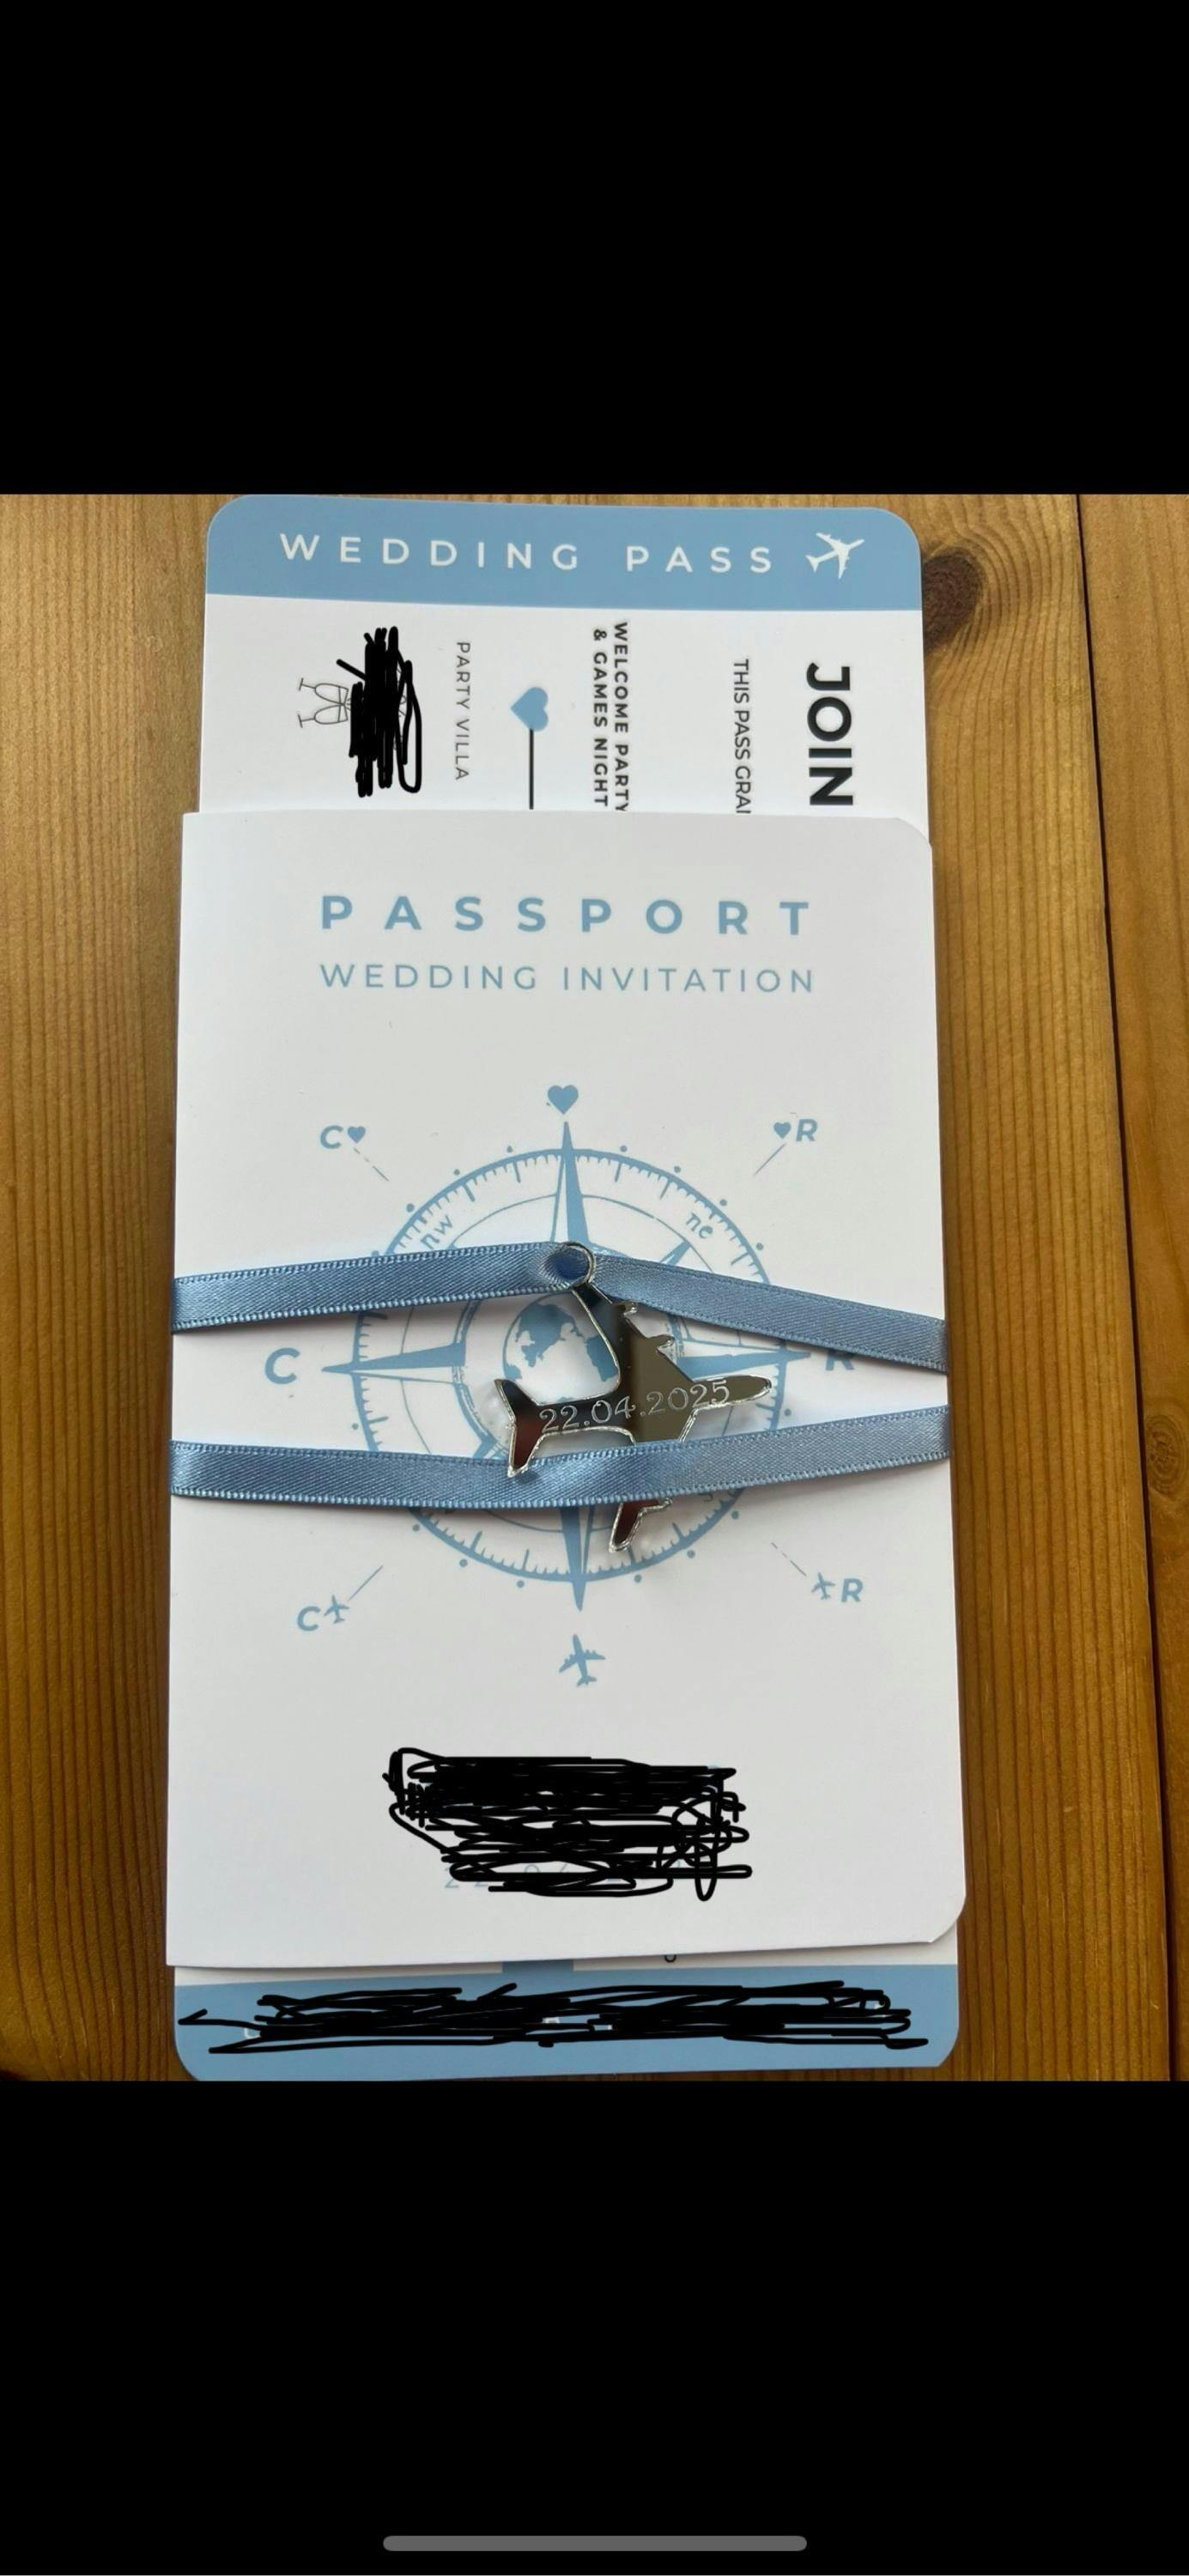 WEDDING PASS
JOIN
THIS PASS
WELCOME PARTY
& GAMES NIGHT
PARTY VILLA
PASSPORT
WEDDING INVITATION
C R
nw ne
C R
22.04.2025
C R